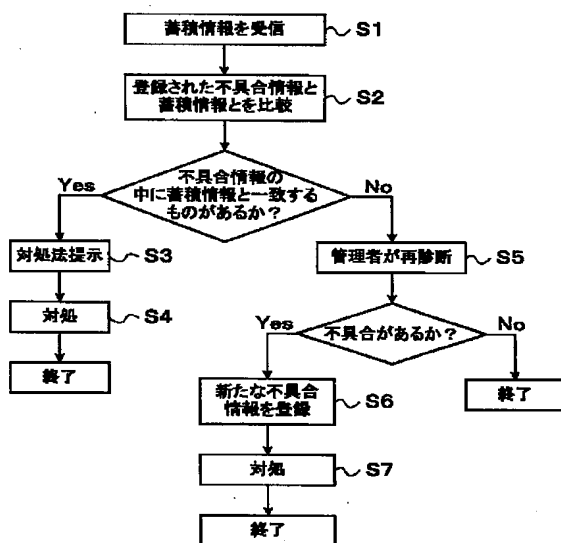 蓄積情報を受信
S1
登録された不具合情報と
蓄積情報とを比較
S2
不具合情報の
中に蓄積情報と一致する
ものがあるか？
Yes
No
対処法提示
S3
管理者が再診断
S5
対処
S4
不具合があるか？
Yes
No
終了
新たな不具合
情報を登録
S6
終了
対処
S7
終了